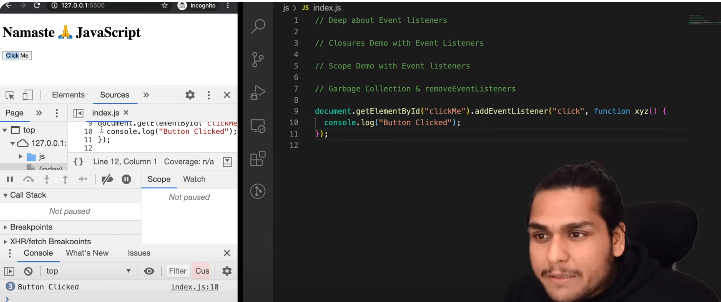 127.0.0.1:5500
Incognito
Namaste 🙏 JavaScript
Click Me
Elements Sources »
Page » index.js ×
top
127.0.0.1:
js
(index)
9 document.getElementById("clickMe
10 console.log("Button Clicked");
11 });
12
{} Line 12, Column 1 Coverage: n/a
Scope Watch
Call Stack
Not paused
Not paused
Breakpoints
XHR/fetch Breakpoints
Console What's New Issues
top Filter Cus
3 Button Clicked index.js:10
js > JS index.js
1 // Deep about Event listeners
2
3 // Closures Demo with Event Listeners
4
5 // Scope Demo with Event listeners
6
7 // Garbage Collection & removeEventListeners
8
9 document.getElementById("clickMe").addEventListener("click", function xyz() {
10 console.log("Button Clicked");
11 });
12